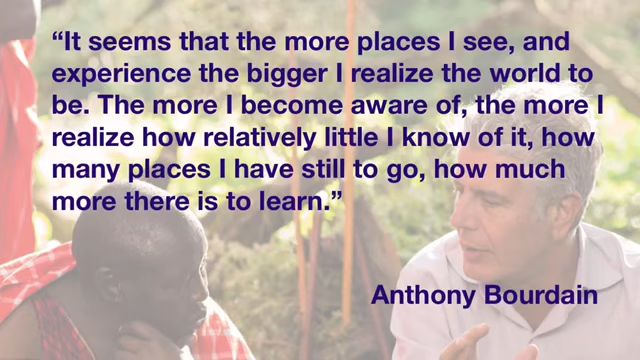 “It seems that the more places I see, and
experience the bigger I realize the world to
be. The more I become aware of, the more I
realize how relatively little I know of it, how
many places I have still to go, how much
more there is to learn.”
Anthony Bourdain